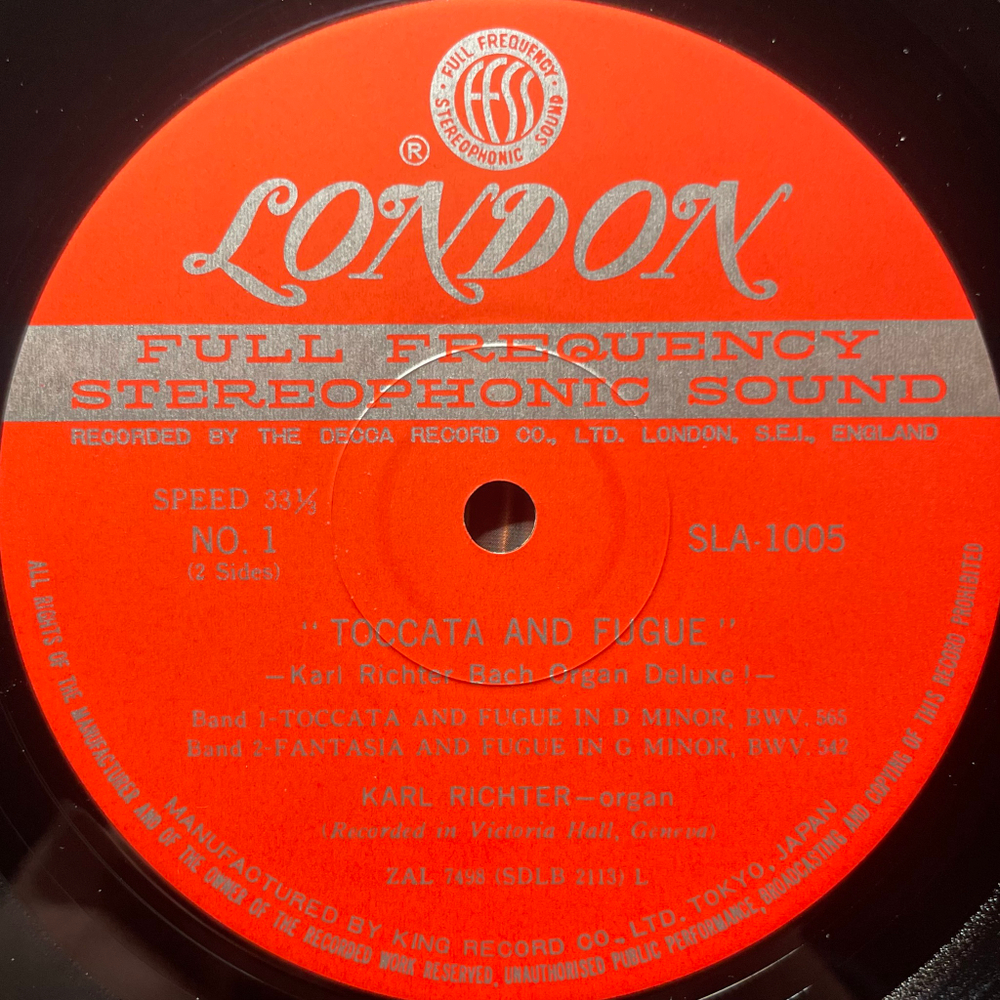 FULL FREQUENCY
STEREOPHONIC SOUND
FFSS
®
LONDON
FULL FREQUENCY
STEREOPHONIC SOUND
RECORDED BY THE DECCA RECORD CO., LTD. LONDON, S.E.I., ENGLAND
SPEED 33⅓
NO. 1
(2 Sides)
SLA-1005
"TOCCATA AND FUGUE"
—Karl Richter Bach Organ Deluxe!—
Band 1-TOCCATA AND FUGUE IN D MINOR, BWV. 565
Band 2-FANTASIA AND FUGUE IN G MINOR, BWV. 542
KARL RICHTER—organ
(Recorded in Victoria Hall, Geneva)
ZAL 7498 (SDLB 2113) L
MANUFACTURED BY KING RECORD CO., LTD. TOKYO, JAPAN
ALL RIGHTS OF THE MANUFACTURER AND OF THE OWNER OF THE RECORDED WORK RESERVED, UNAUTHORISED PUBLIC PERFORMANCE, BROADCASTING AND COPYING OF THIS RECORD PROHIBITED